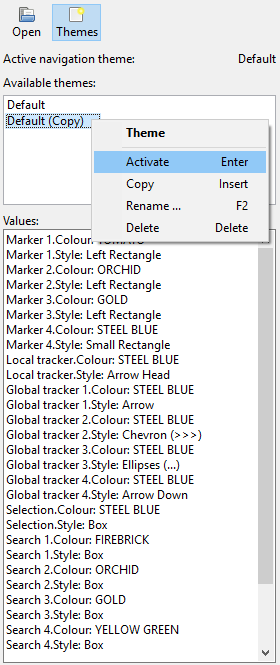 Open Themes
Active navigation theme: Default
Available themes:
Default
Default (Copy)
Theme
Activate Enter
Copy Insert
Rename ... F2
Delete Delete
Values:
Marker 1.Colour:
Marker 1.Style: Left Rectangle
Marker 2.Colour: ORCHID
Marker 2.Style: Left Rectangle
Marker 3.Colour: GOLD
Marker 3.Style: Left Rectangle
Marker 4.Colour: STEEL BLUE
Marker 4.Style: Small Rectangle
Local tracker.Colour: STEEL BLUE
Local tracker.Style: Arrow Head
Global tracker 1.Colour: STEEL BLUE
Global tracker 1.Style: Arrow
Global tracker 2.Colour: STEEL BLUE
Global tracker 2.Style: Chevron (>>>)
Global tracker 3.Colour: STEEL BLUE
Global tracker 3.Style: Ellipses (...)
Global tracker 4.Colour: STEEL BLUE
Global tracker 4.Style: Arrow Down
Selection.Colour: STEEL BLUE
Selection.Style: Box
Search 1.Colour: FIREBRICK
Search 1.Style: Box
Search 2.Colour: ORCHID
Search 2.Style: Box
Search 3.Colour: GOLD
Search 3.Style: Box
Search 4.Colour: YELLOW GREEN
Search 4.Style: Box